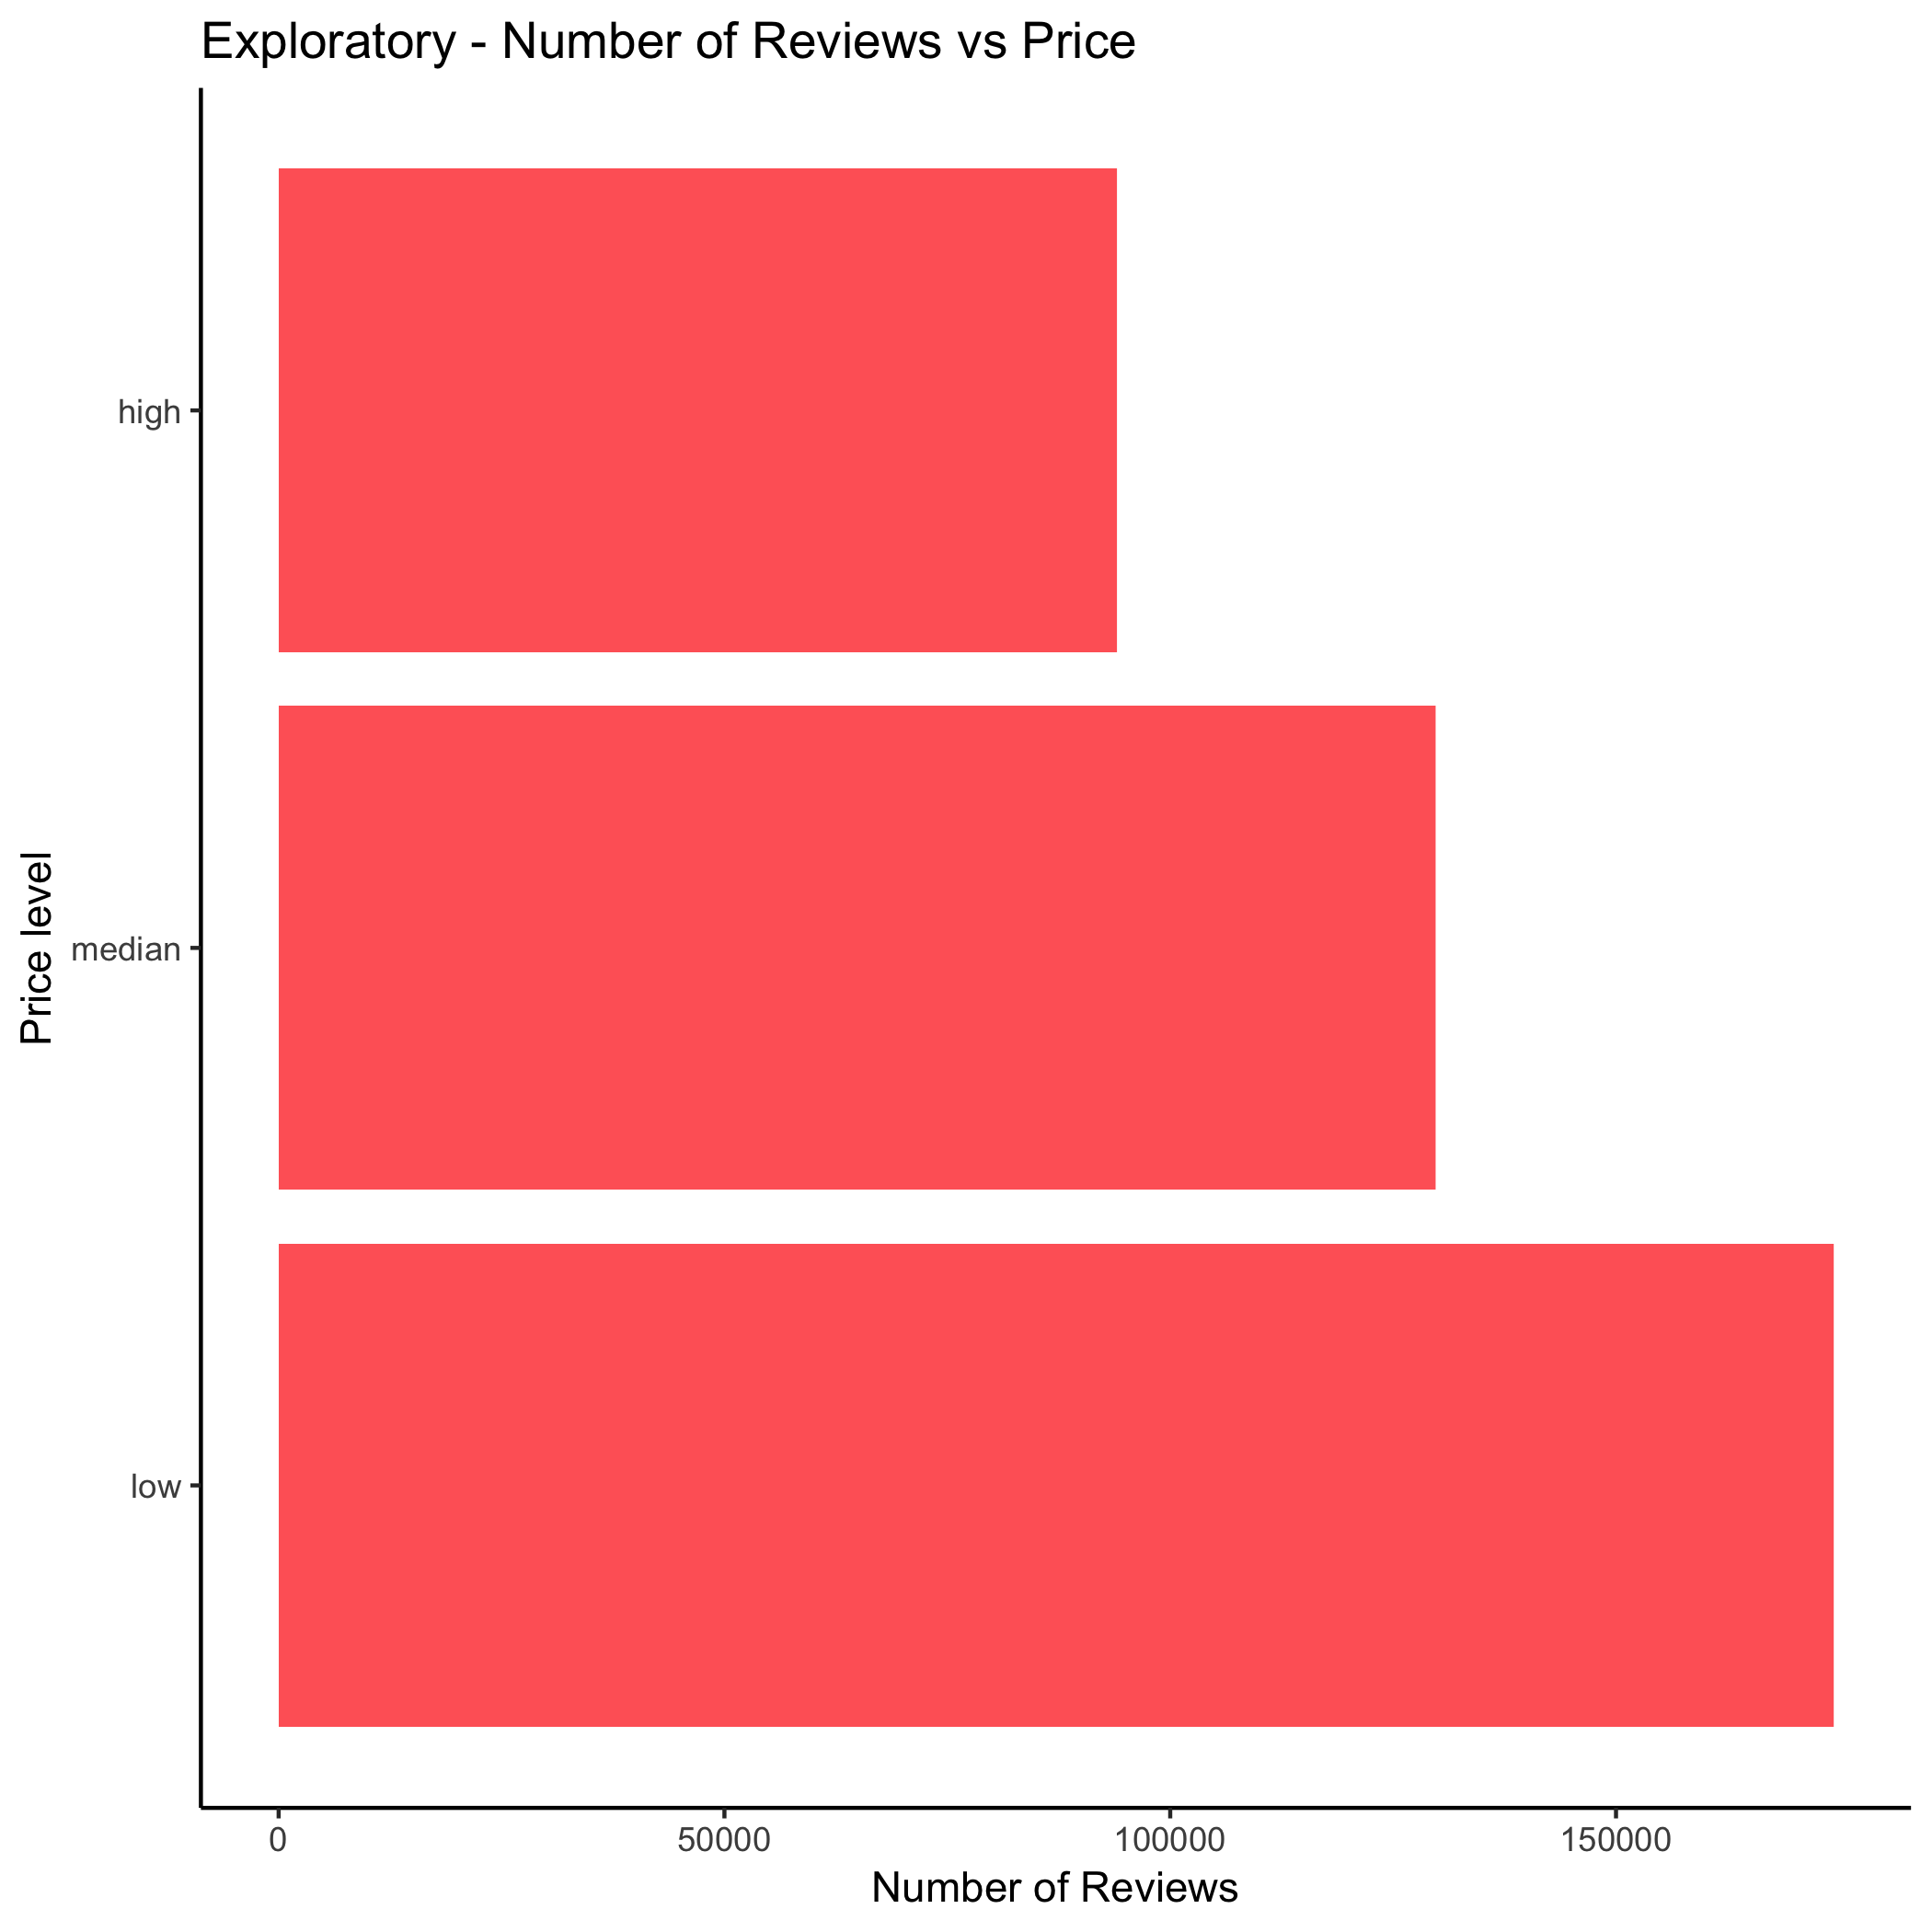 Exploratory - Number of Reviews vs Price
Price level
high
median
low
0 50000 100000 150000
Number of Reviews